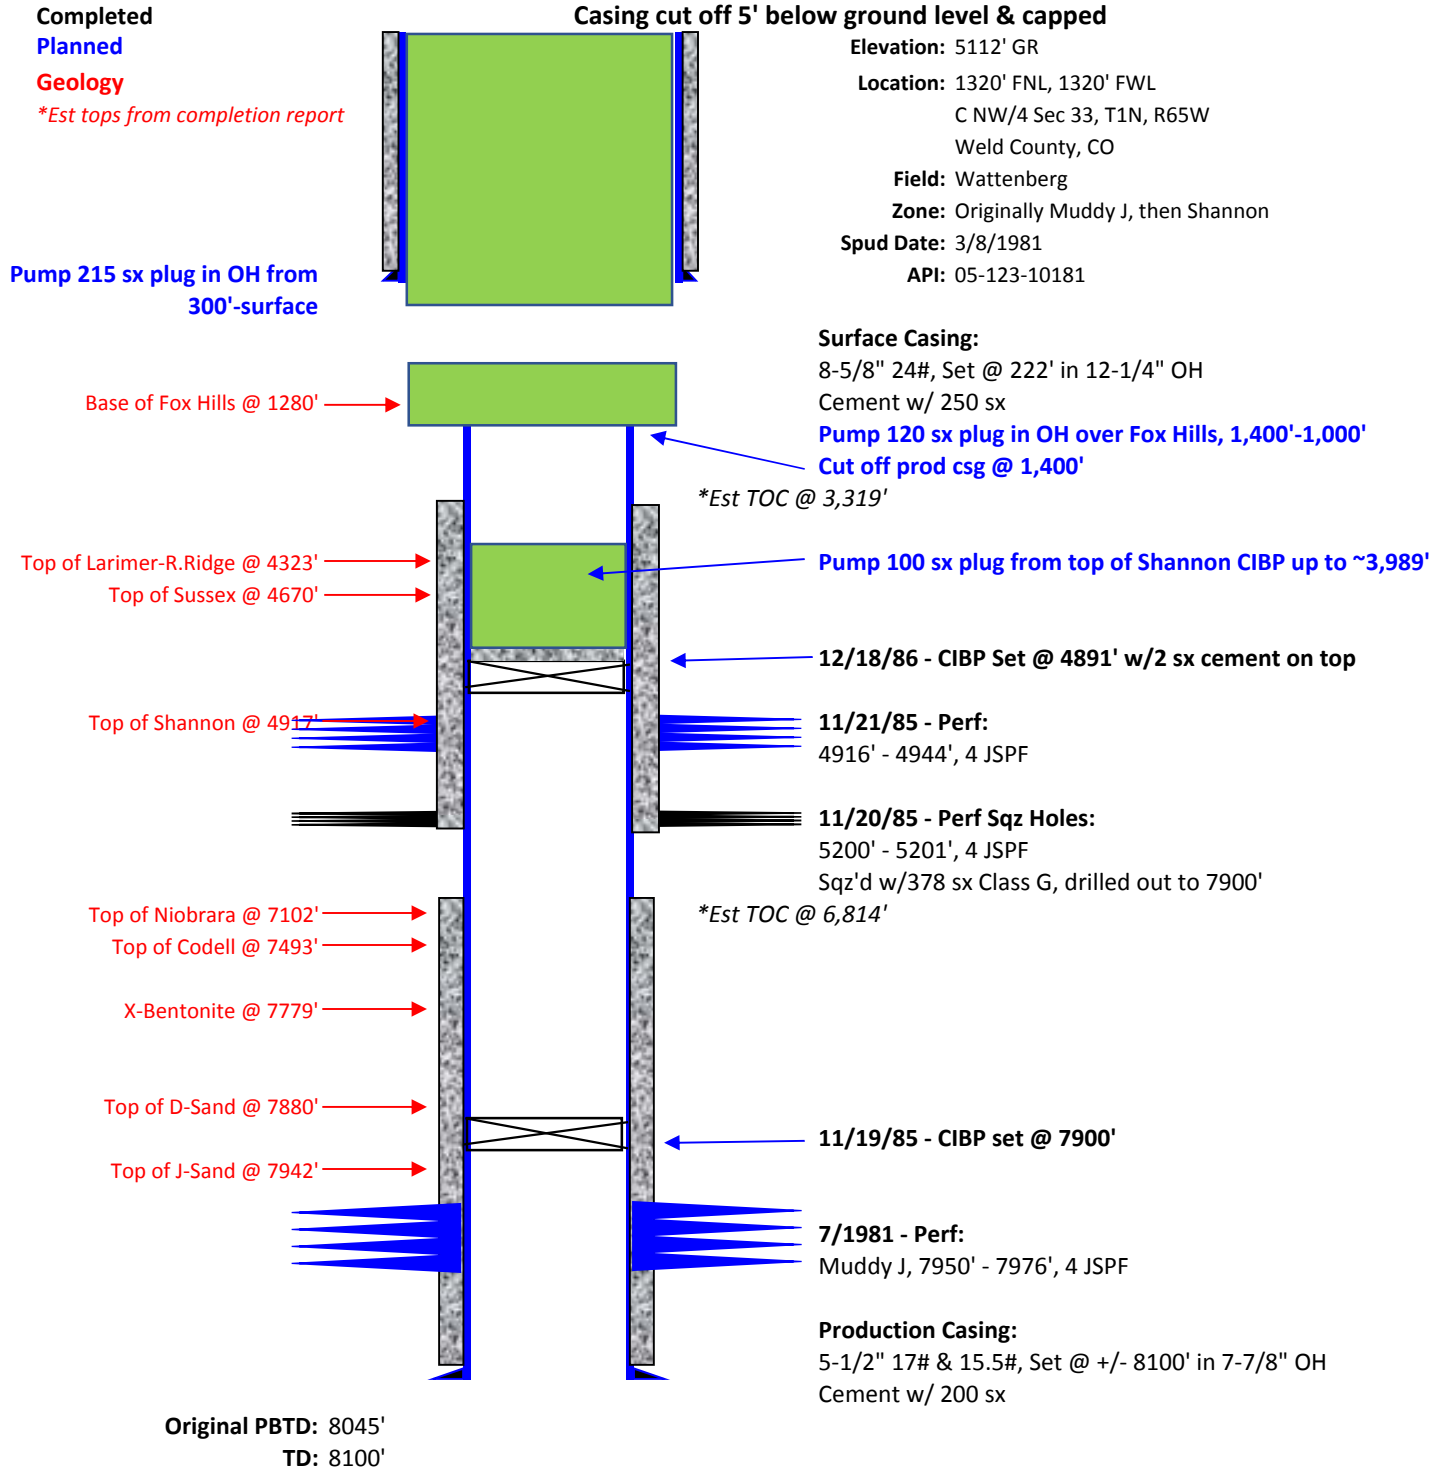 Completed
Planned
Geology
*Est tops from completion report
Casing cut off 5' below ground level & capped
Elevation: 5112' GR
Location: 1320' FNL, 1320' FWL
C NW/4 Sec 33, T1N, R65W
Weld County, CO
Field: Wattenberg
Zone: Originally Muddy J, then Shannon
Spud Date: 3/8/1981
API: 05-123-10181
Pump 215 sx plug in OH from
300'-surface
Surface Casing:
8-5/8" 24#, Set @ 222' in 12-1/4" OH
Cement w/ 250 sx
Pump 120 sx plug in OH over Fox Hills, 1,400'-1,000'
Cut off prod csg @ 1,400'
Base of Fox Hills @ 1280'
*Est TOC @ 3,319'
Top of Larimer-R.Ridge @ 4323'
Top of Sussex @ 4670'
Pump 100 sx plug from top of Shannon CIBP up to ~3,989'
12/18/86 - CIBP Set @ 4891' w/2 sx cement on top
Top of Shannon @ 4917'
11/21/85 - Perf:
4916' - 4944', 4 JSPF
11/20/85 - Perf Sqz Holes:
5200' - 5201', 4 JSPF
Sqz'd w/378 sx Class G, drilled out to 7900'
*Est TOC @ 6,814'
Top of Niobrara @ 7102'
Top of Codell @ 7493'
X-Bentonite @ 7779'
Top of D-Sand @ 7880'
11/19/85 - CIBP set @ 7900'
Top of J-Sand @ 7942'
7/1981 - Perf:
Muddy J, 7950' - 7976', 4 JSPF
Production Casing:
5-1/2" 17# & 15.5#, Set @ +/- 8100' in 7-7/8" OH
Cement w/ 200 sx
Original PBTD: 8045'
TD: 8100'